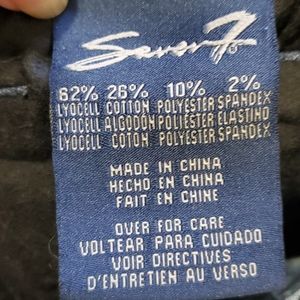 Seven7
62% 26% 10% 2%
LYOCELL COTTON POLYESTER SPANDEX
LYOCELL ALGODON POLIESTER ELASTINO
LYOCELL COTON POLYESTER SPANDEX
MADE IN CHINA
HECHO EN CHINA
FAIT EN CHINE
OVER FOR CARE
VOLTEAR PARA CUIDADO
VOIR DIRECTIVES
D'ENTRETIEN AU VERSO